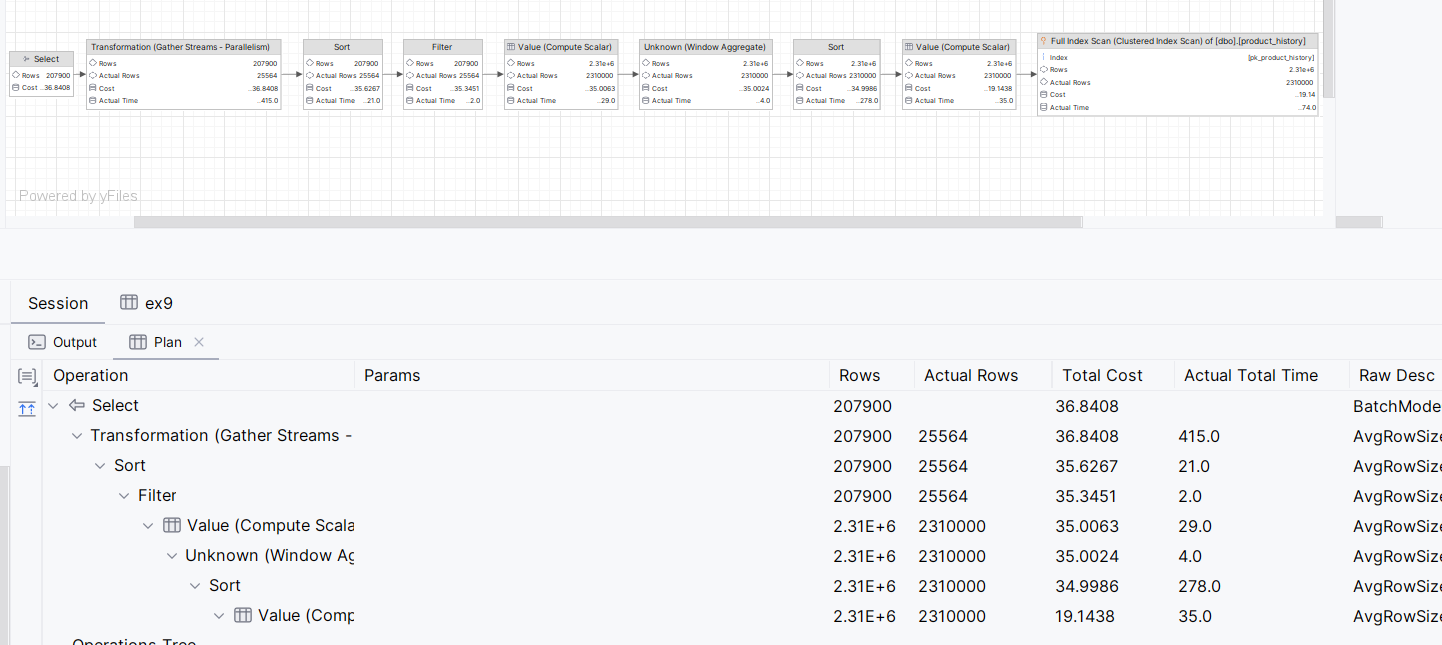 Select
Rows 207900
Cost ..36.8408
Transformation (Gather Streams - Parallelism)
Rows 207900
Actual Rows 25564
Cost ..36.8408
Actual Time ..415.0
Sort
Rows 207900
Actual Rows 25564
Cost ..35.6267
Actual Time ..21.0
Filter
Rows 207900
Actual Rows 25564
Cost ..35.3451
Actual Time ..2.0
Value (Compute Scalar)
Rows 2.31e+6
Actual Rows 2310000
Cost ..35.0063
Actual Time ..29.0
Unknown (Window Aggregate)
Rows 2.31e+6
Actual Rows 2310000
Cost ..35.0024
Actual Time ..4.0
Sort
Rows 2.31e+6
Actual Rows 2310000
Cost ..34.9986
Actual Time ..278.0
Value (Compute Scalar)
Rows 2.31e+6
Actual Rows 2310000
Cost ..19.1438
Actual Time ..35.0
Full Index Scan (Clustered Index Scan) of [dbo].[product_history]
Index [pk_product_history]
Rows 2.31e+6
Actual Rows 2310000
Cost ..19.14
Actual Time ..74.0
Powered by yFiles
Session ex9
Output Plan
Operation Params Rows Actual Rows Total Cost Actual Total Time Raw Desc
Select 207900 36.8408 BatchMode
Transformation (Gather Streams - 207900 25564 36.8408 415.0 AvgRowSize
Sort 207900 25564 35.6267 21.0 AvgRowSize
Filter 207900 25564 35.3451 2.0 AvgRowSize
Value (Compute Scala 2.31E+6 2310000 35.0063 29.0 AvgRowSize
Unknown (Window Ag 2.31E+6 2310000 35.0024 4.0 AvgRowSize
Sort 2.31E+6 2310000 34.9986 278.0 AvgRowSize
Value (Comp 2.31E+6 2310000 19.1438 35.0 AvgRowSize
Operations Tree